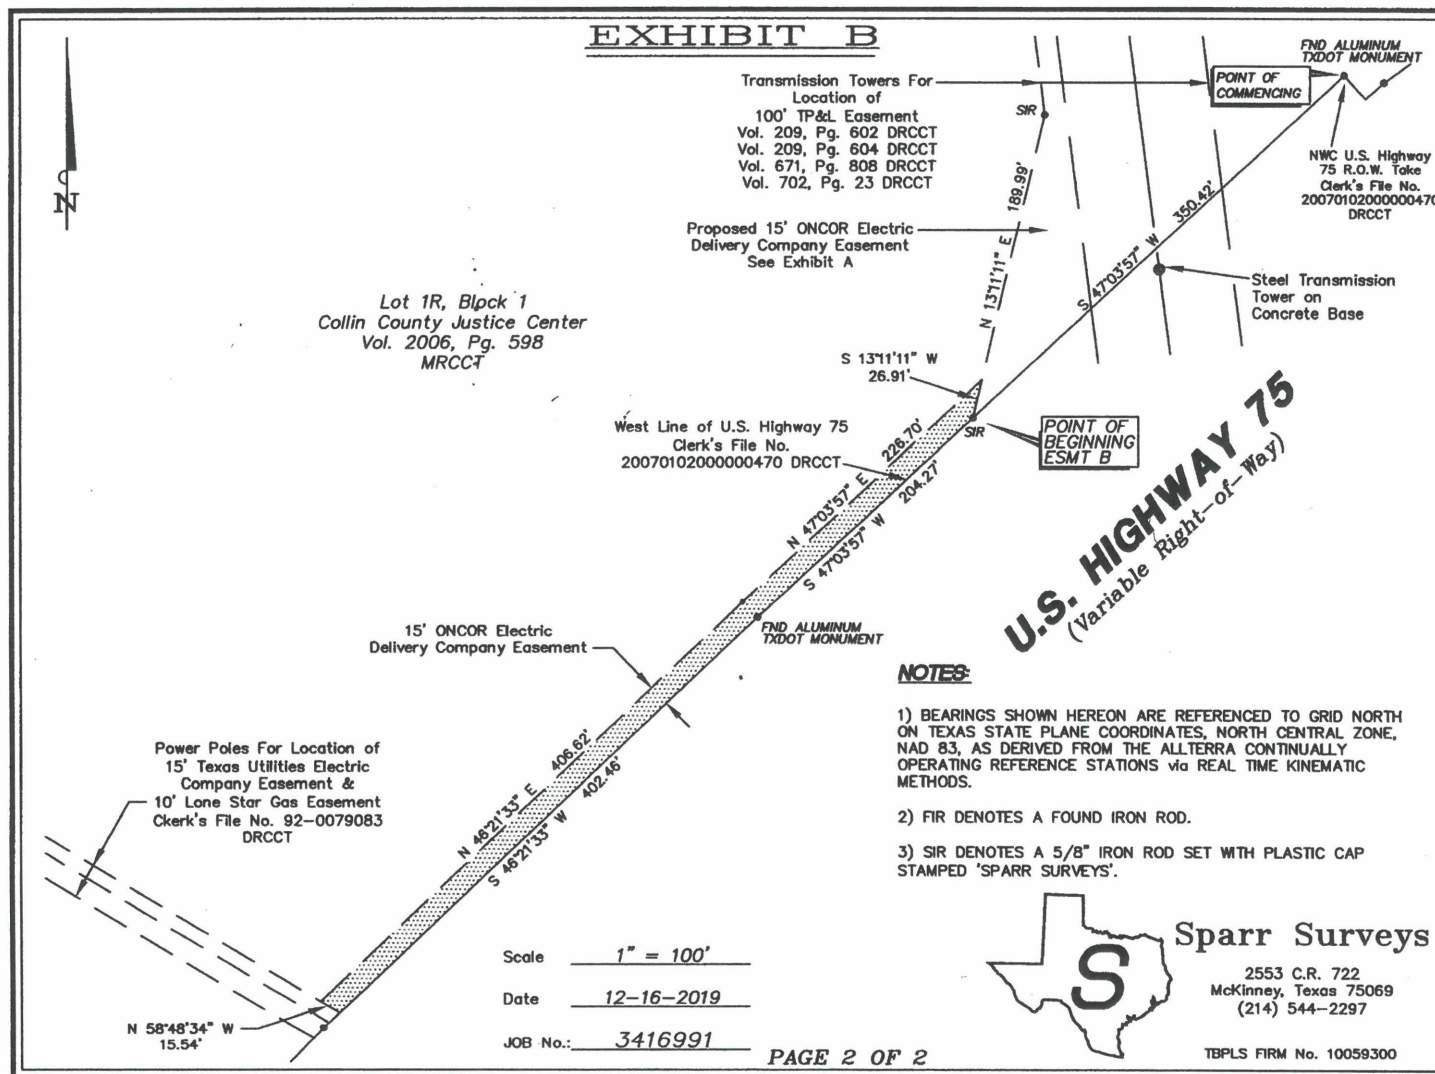 EXHIBIT B
N
Transmission Towers For
Location of
100' TP&L Easement
Vol. 209, Pg. 602 DRCCT
Vol. 209, Pg. 604 DRCCT
Vol. 671, Pg. 808 DRCCT
Vol. 702, Pg. 23 DRCCT
SIR
POINT OF
COMMENCING
FND ALUMINUM
TXDOT MONUMENT
NWC U.S. Highway
75 R.O.W. Take
Clerk's File No.
20070102000000470
DRCCT
N 13°11'11" E 189.99'
S 47°03'57" W 350.42'
Proposed 15' ONCOR Electric
Delivery Company Easement
See Exhibit A
Steel Transmission
Tower on
Concrete Base
Lot 1R, Block 1
Collin County Justice Center
Vol. 2006, Pg. 598
MRCCT
S 13°11'11" W
26.91'
SIR
POINT OF
BEGINNING
ESMT B
West Line of U.S. Highway 75
Clerk's File No.
20070102000000470 DRCCT
N 47°03'57" E 226.70'
S 47°03'57" W 204.27'
U.S. HIGHWAY 75
(Variable Right-of-Way)
FND ALUMINUM
TXDOT MONUMENT
15' ONCOR Electric
Delivery Company Easement
N 46°21'33" E 406.62'
S 46°21'33" W 402.46'
Power Poles For Location of
15' Texas Utilities Electric
Company Easement &
10' Lone Star Gas Easement
Ckerk's File No. 92-0079083
DRCCT
N 58°48'34" W
15.54'
NOTES:
1) BEARINGS SHOWN HEREON ARE REFERENCED TO GRID NORTH
ON TEXAS STATE PLANE COORDINATES, NORTH CENTRAL ZONE,
NAD 83, AS DERIVED FROM THE ALLTERRA CONTINUALLY
OPERATING REFERENCE STATIONS via REAL TIME KINEMATIC
METHODS.
2) FIR DENOTES A FOUND IRON ROD.
3) SIR DENOTES A 5/8" IRON ROD SET WITH PLASTIC CAP
STAMPED 'SPARR SURVEYS'.
Scale 1" = 100'
Date 12-16-2019
JOB No.: 3416991
PAGE 2 OF 2
S
Sparr Surveys
2553 C.R. 722
McKinney, Texas 75069
(214) 544-2297
TBPLS FIRM No. 10059300